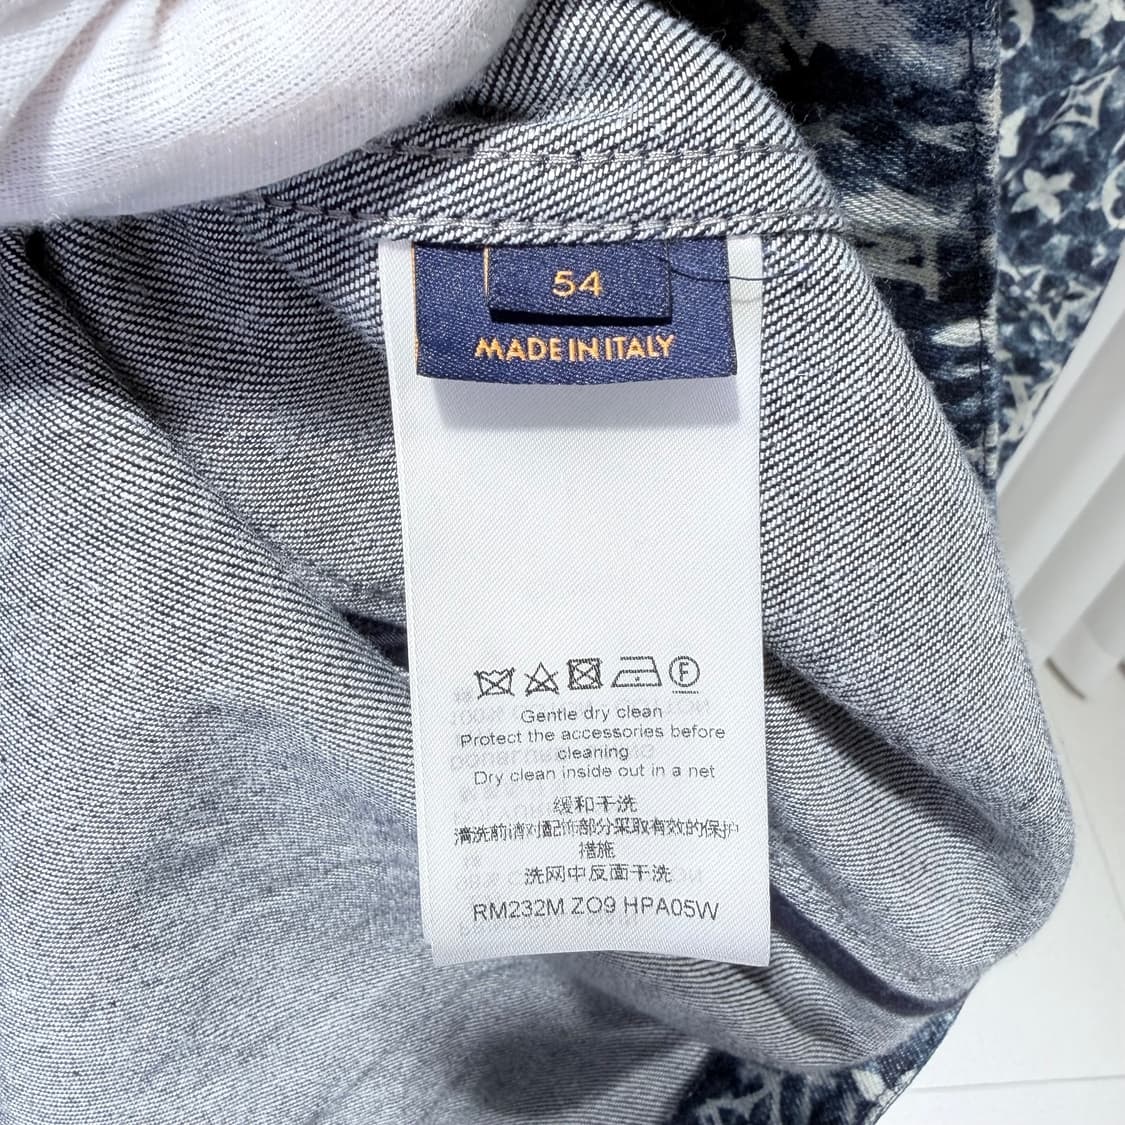 54
MADE IN ITALY
F
Gentle dry clean
Protect the accessories before
cleaning
Dry clean inside out in a net
缓和干洗
清洗前请对配饰部分采取有效的保护
措施
洗网中反面干洗
RM232M ZO9 HPA05W